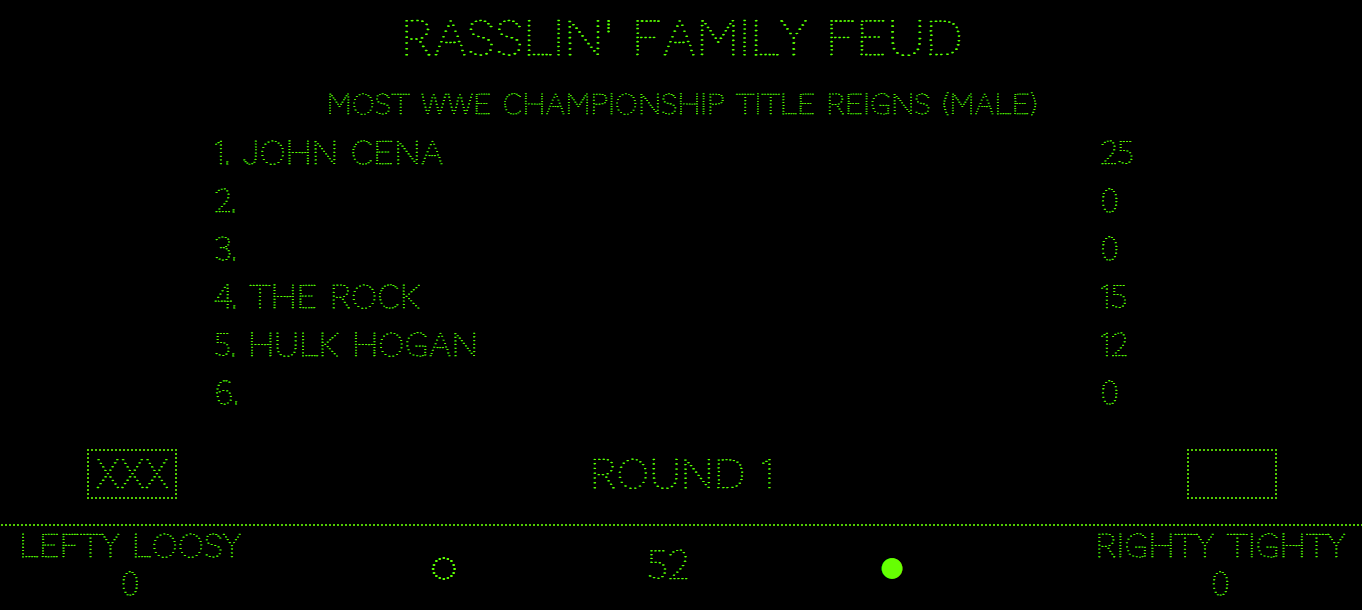 RASSLIN' FAMILY FEUD
MOST WWE CHAMPIONSHIP TITLE REIGNS (MALE)
1. JOHN CENA 25
2. 0
3. 0
4. THE ROCK 15
5. HULK HOGAN 12
6. 0
XXX ROUND 1
LEFTY LOOSY 52 RIGHTY TIGHTY
0 0